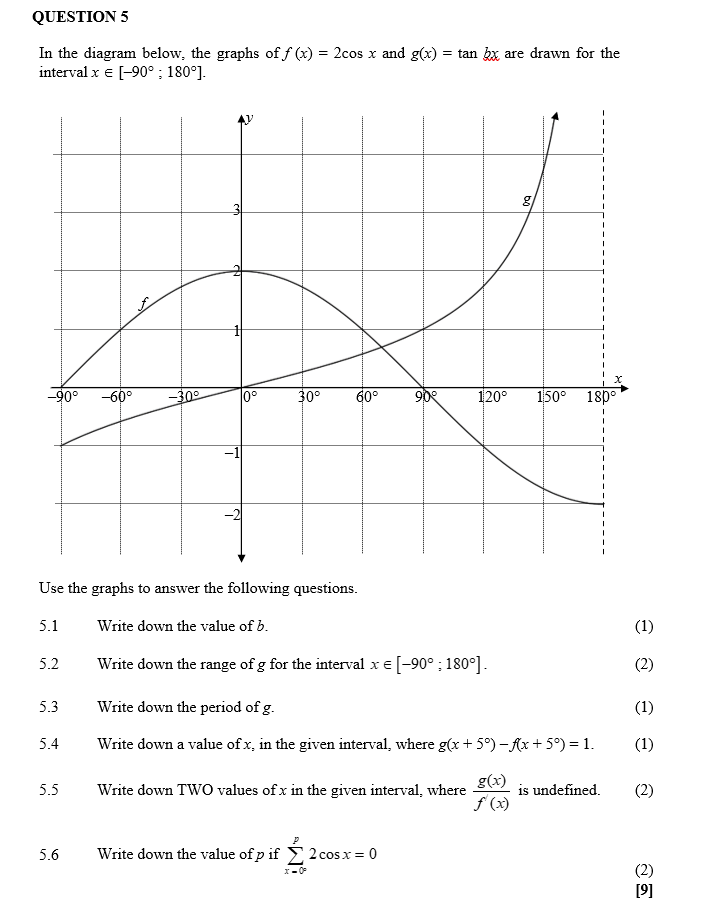 QUESTION 5
In the diagram below, the graphs of f (x) = 2cos x and g(x) = tan bx are drawn for the
interval x ∈ [–90° ; 180°].
y
g
3
2
f
1
x
–90° –60° –30° 0° 30° 60° 90° 120° 150° 180°
–1
–2
Use the graphs to answer the following questions.
5.1 Write down the value of b. (1)
5.2 Write down the range of g for the interval x ∈ [–90° ; 180°]. (2)
5.3 Write down the period of g. (1)
5.4 Write down a value of x, in the given interval, where g(x + 5°) – f(x + 5°) = 1. (1)
5.5 Write down TWO values of x in the given interval, where g(x)/f′(x) is undefined. (2)
5.6 Write down the value of p if ∑_{x=0°}^{p} 2 cos x = 0
(2)
[9]